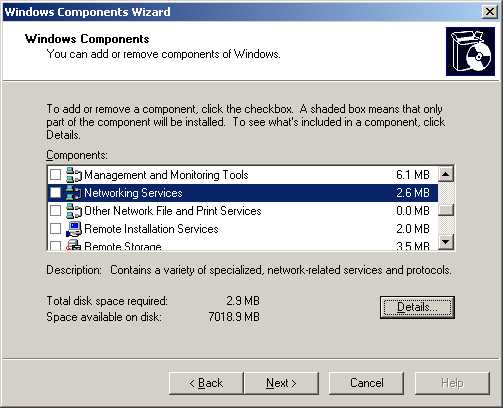 Windows Components Wizard
Windows Components
You can add or remove components of Windows.
To add or remove a component, click the checkbox. A shaded box means that only
part of the component will be installed. To see what's included in a component, click
Details.
Components:
Management and Monitoring Tools 6.1 MB
Networking Services 2.6 MB
Other Network File and Print Services 0.0 MB
Remote Installation Services 2.0 MB
Remote Storage 3.5 MB
Description: Contains a variety of specialized, network-related services and protocols.
Total disk space required: 2.9 MB
Space available on disk: 7018.9 MB
Details...
< Back Next > Cancel Help